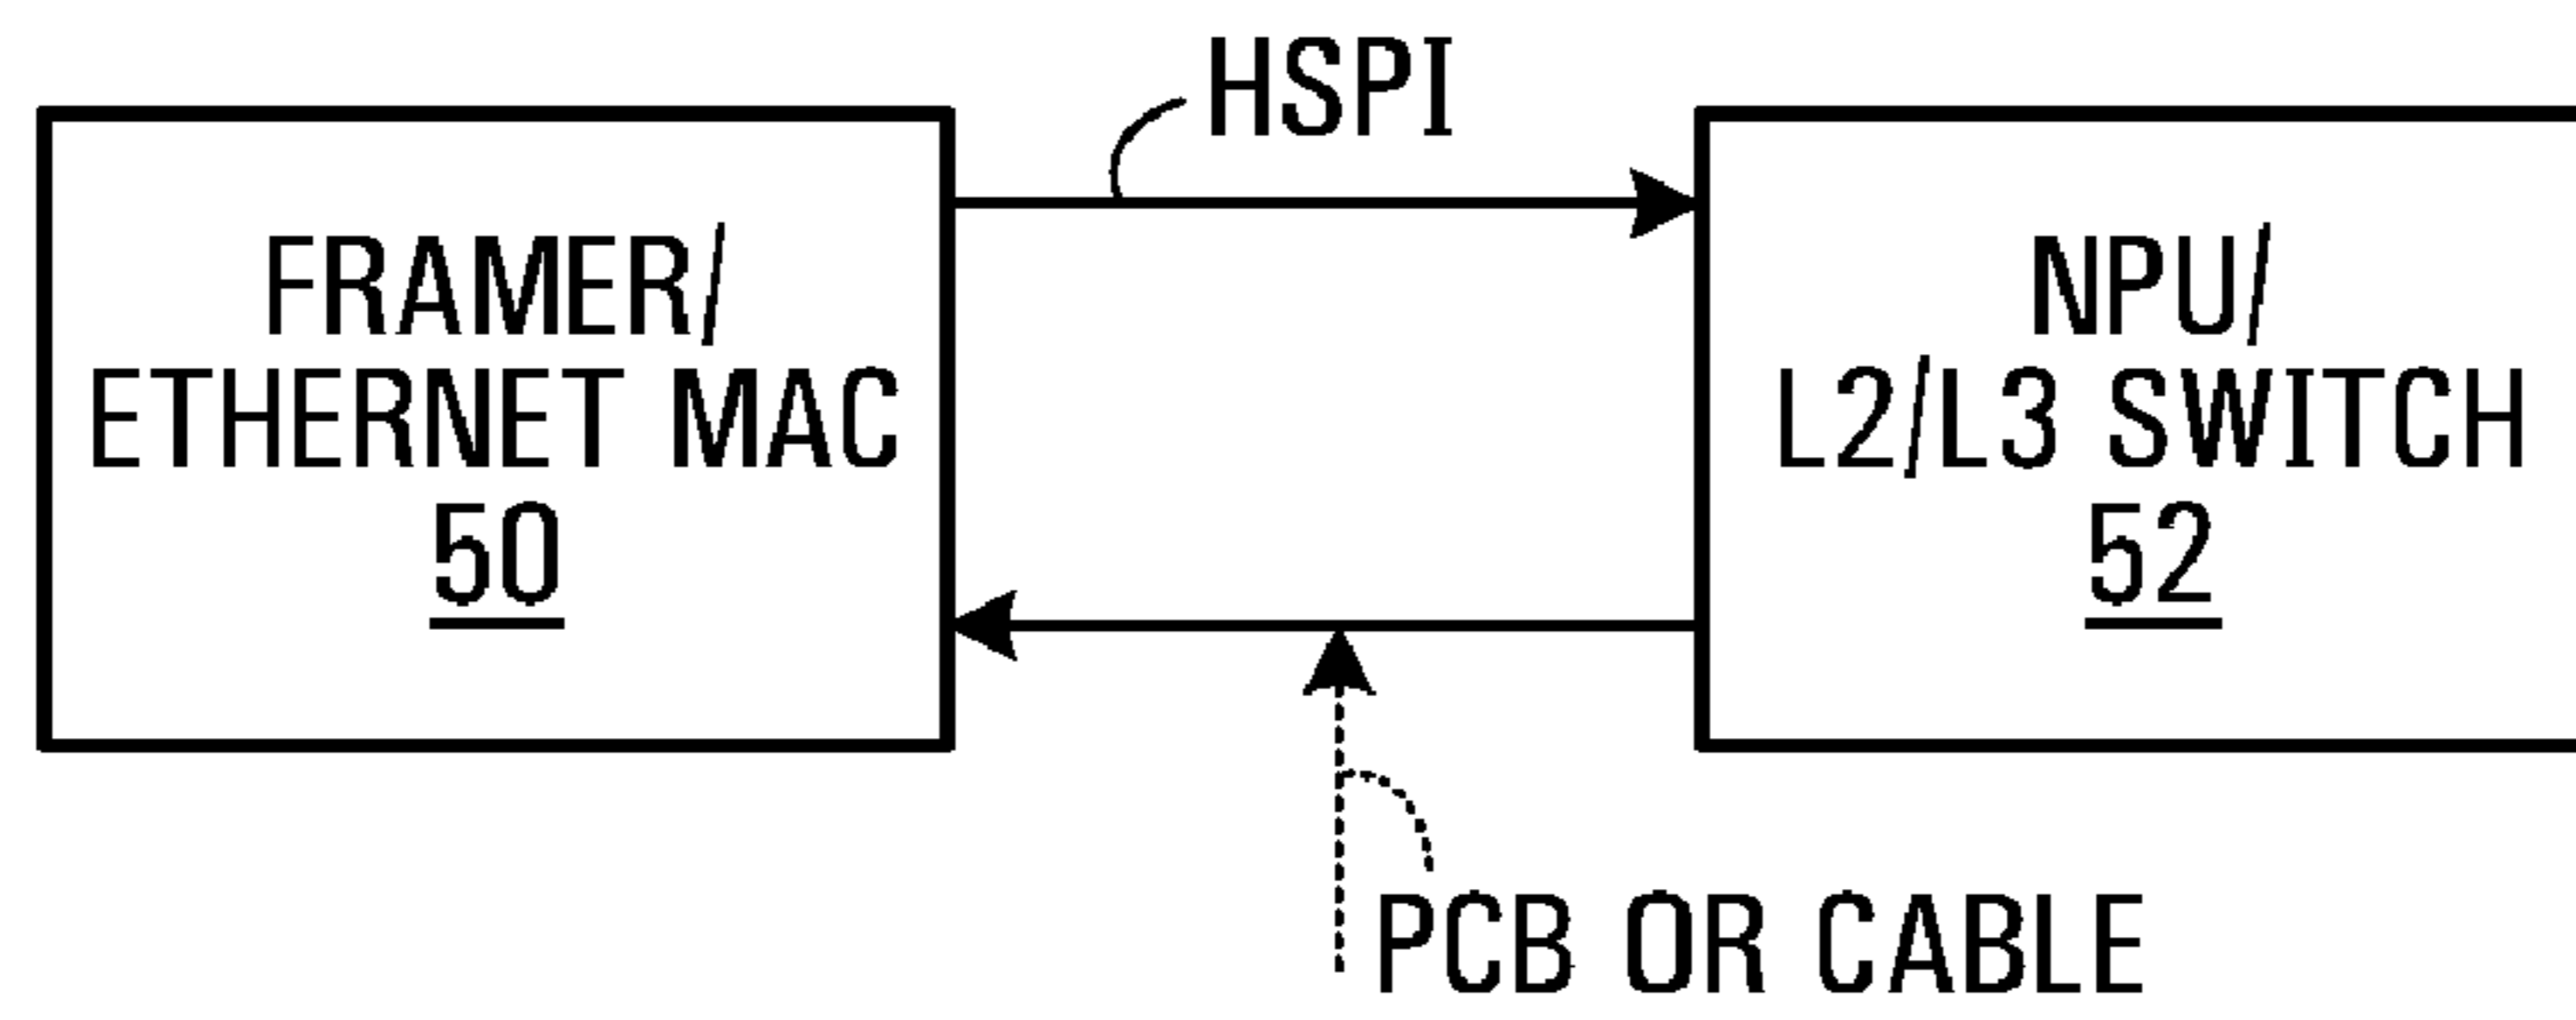 HSPI
FRAMER/
ETHERNET MAC
50
NPU/
L2/L3 SWITCH
52
PCB OR CABLE